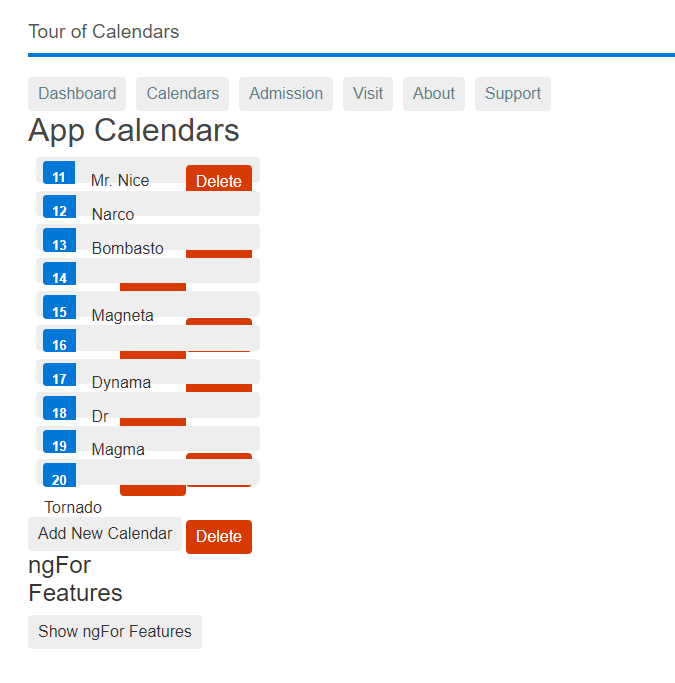 Tour of Calendars
Dashboard Calendars Admission Visit About Support
App Calendars
11 Mr. Nice Delete
12 Narco
13 Bombasto
14
15 Magneta
16
17 Dynama
18 Dr
19 Magma
20
Tornado
Add New Calendar Delete
ngFor
Features
Show ngFor Features